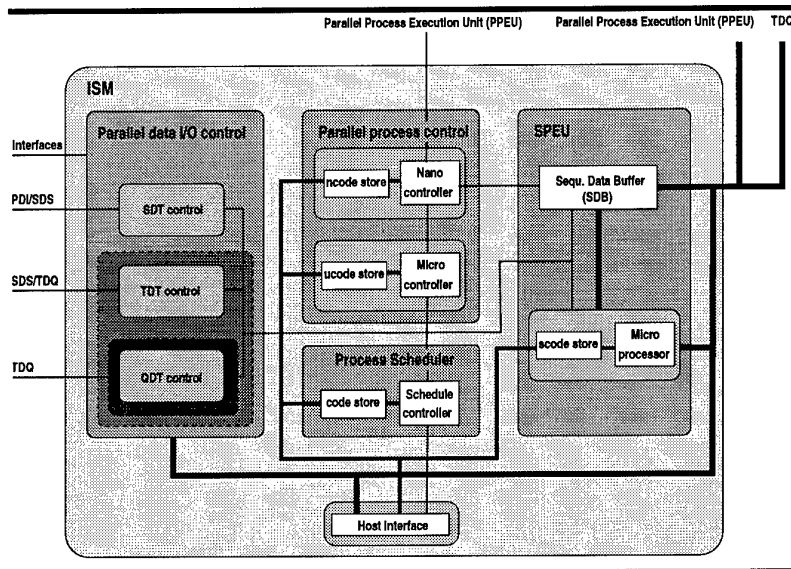 Parallel Process Execution Unit (PPEU)
Parallel Process Execution Unit (PPEU)
TDQ
ISM
Parallel data I/O control
Parallel process control
SPEU
Interfaces
PDI/SDS
SDS/TDQ
TDQ
SDT control
TDT control
QDT control
ncode store
Nano
controller
ucode store
Micro
controller
Process Scheduler
code store
Schedule
controller
Sequ. Data Buffer
(SDB)
scode store
Micro
processor
Host Interface